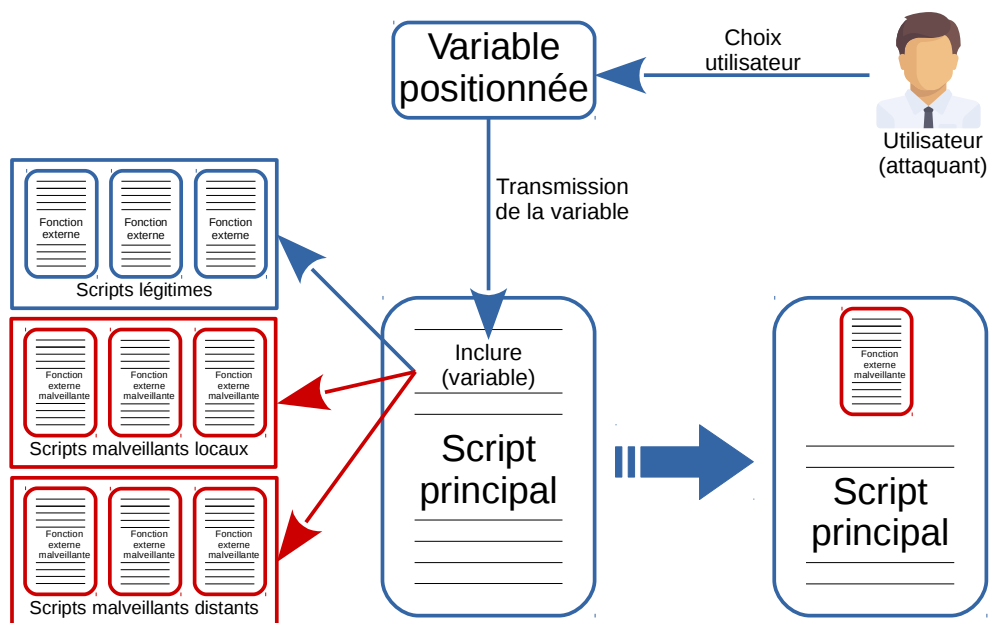 Variable
positionnée
Choix
utilisateur
Utilisateur
(attaquant)
Transmission
de la variable
Fonction
externe
Fonction
externe
Fonction
externe
Scripts légitimes
Fonction
externe
malveillante
Fonction
externe
malveillante
Fonction
externe
malveillante
Scripts malveillants locaux
Fonction
externe
malveillante
Fonction
externe
malveillante
Fonction
externe
malveillante
Scripts malveillants distants
Inclure
(variable)
Script
principal
Fonction
externe
malveillante
Script
principal